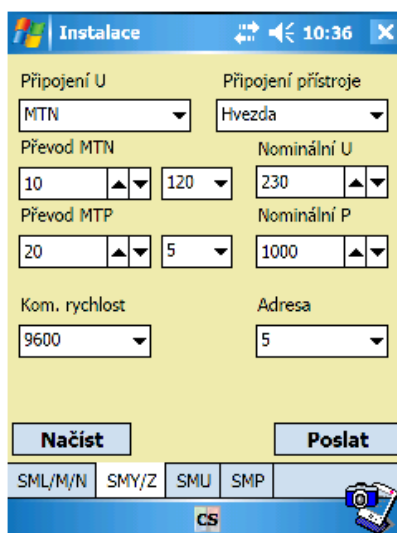 Instalace 10:36
Připojení U Připojení přístroje
MTN Hvezda
Převod MTN Nominální U
10 120 230
Převod MTP Nominální P
20 5 1000
Kom. rychlost Adresa
9600 5
Načíst Poslat
SML/M/N SMY/Z SMU SMP
cs